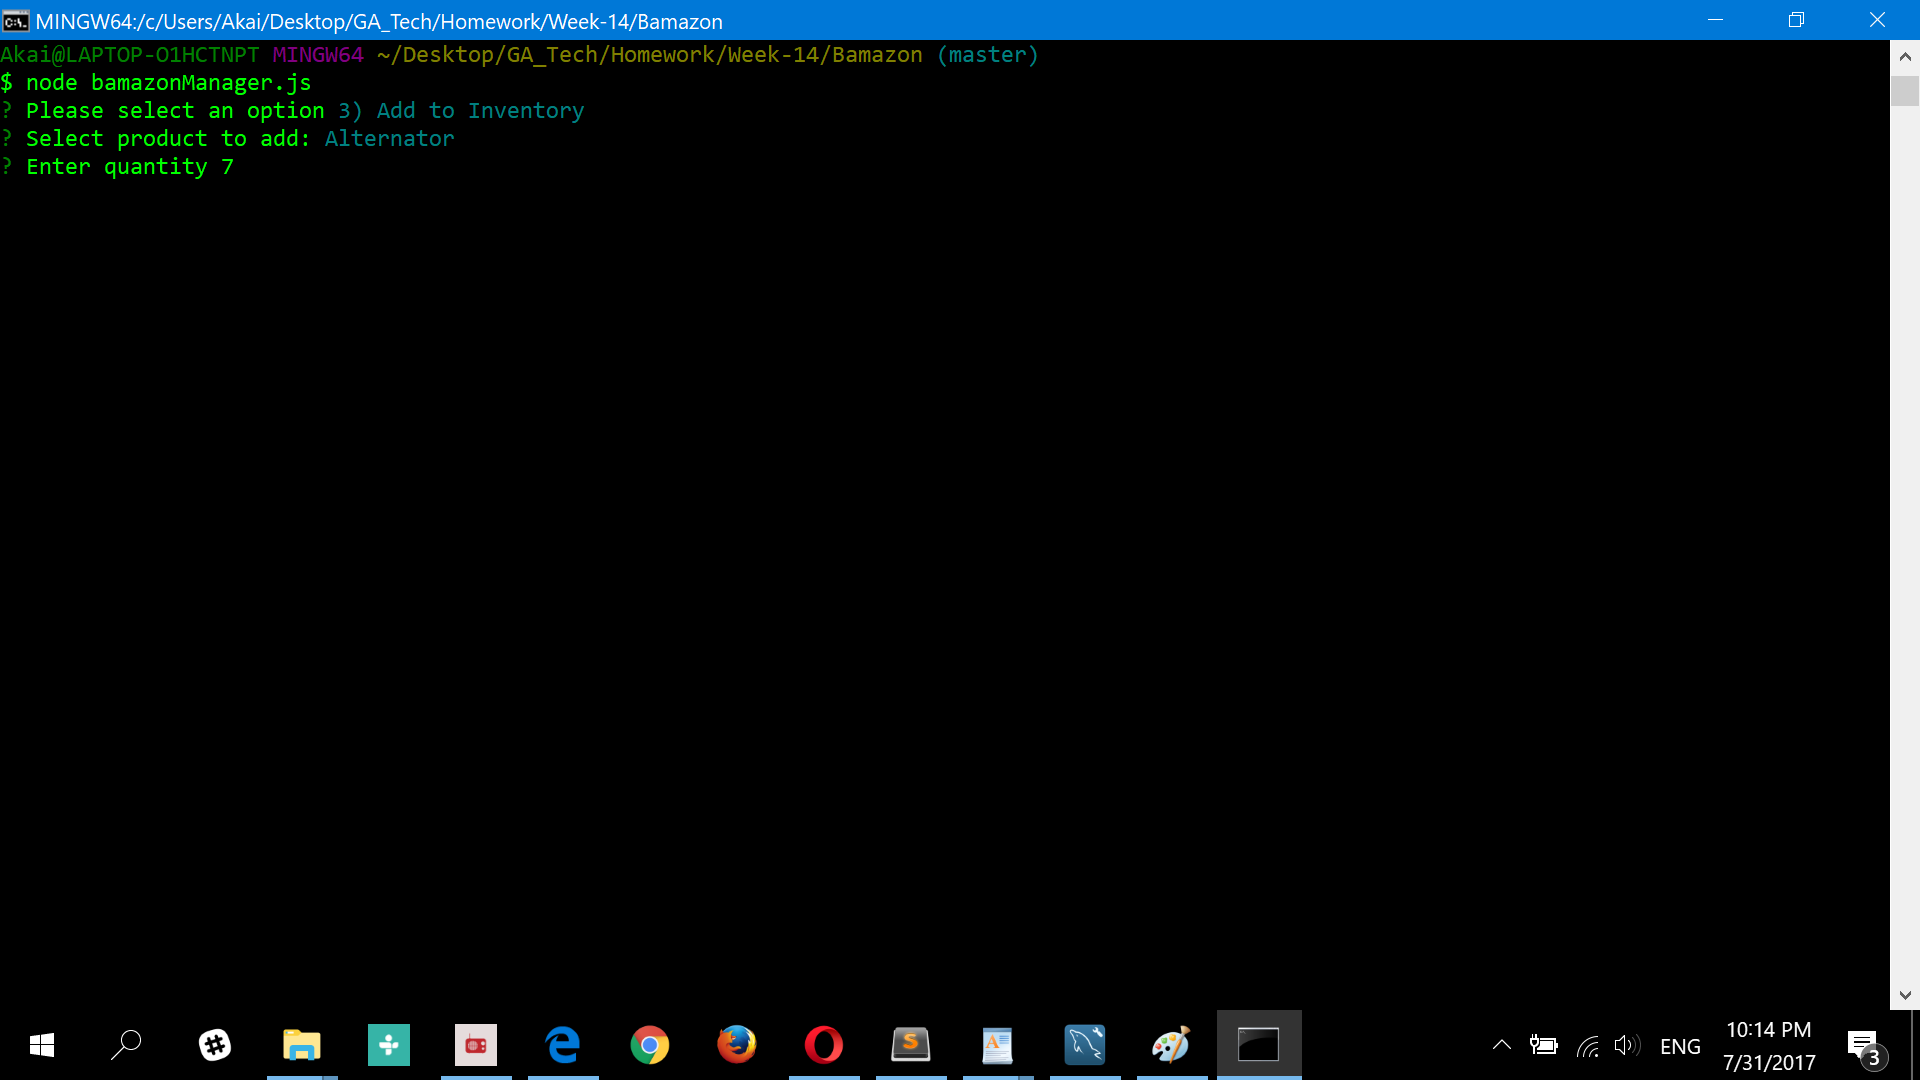 MINGW64:/c/Users/Akai/Desktop/GA_Tech/Homework/Week-14/Bamazon
Akai@LAPTOP-O1HCTNPT MINGW64 ~/Desktop/GA_Tech/Homework/Week-14/Bamazon (master)
$ node bamazonManager.js
? Please select an option 3) Add to Inventory
? Select product to add: Alternator
? Enter quantity 7
ENG
10:14 PM
7/31/2017
3